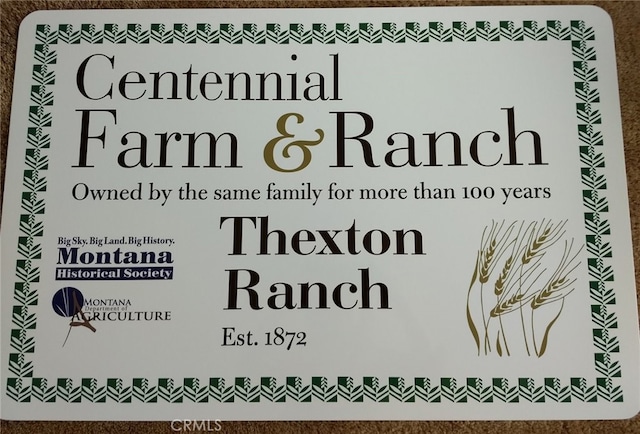 Centennial
Farm & Ranch
Owned by the same family for more than 100 years
Big Sky. Big Land. Big History.
Montana
Historical Society
MONTANA
Department of
AGRICULTURE
Thexton
Ranch
Est. 1872
CRMLS